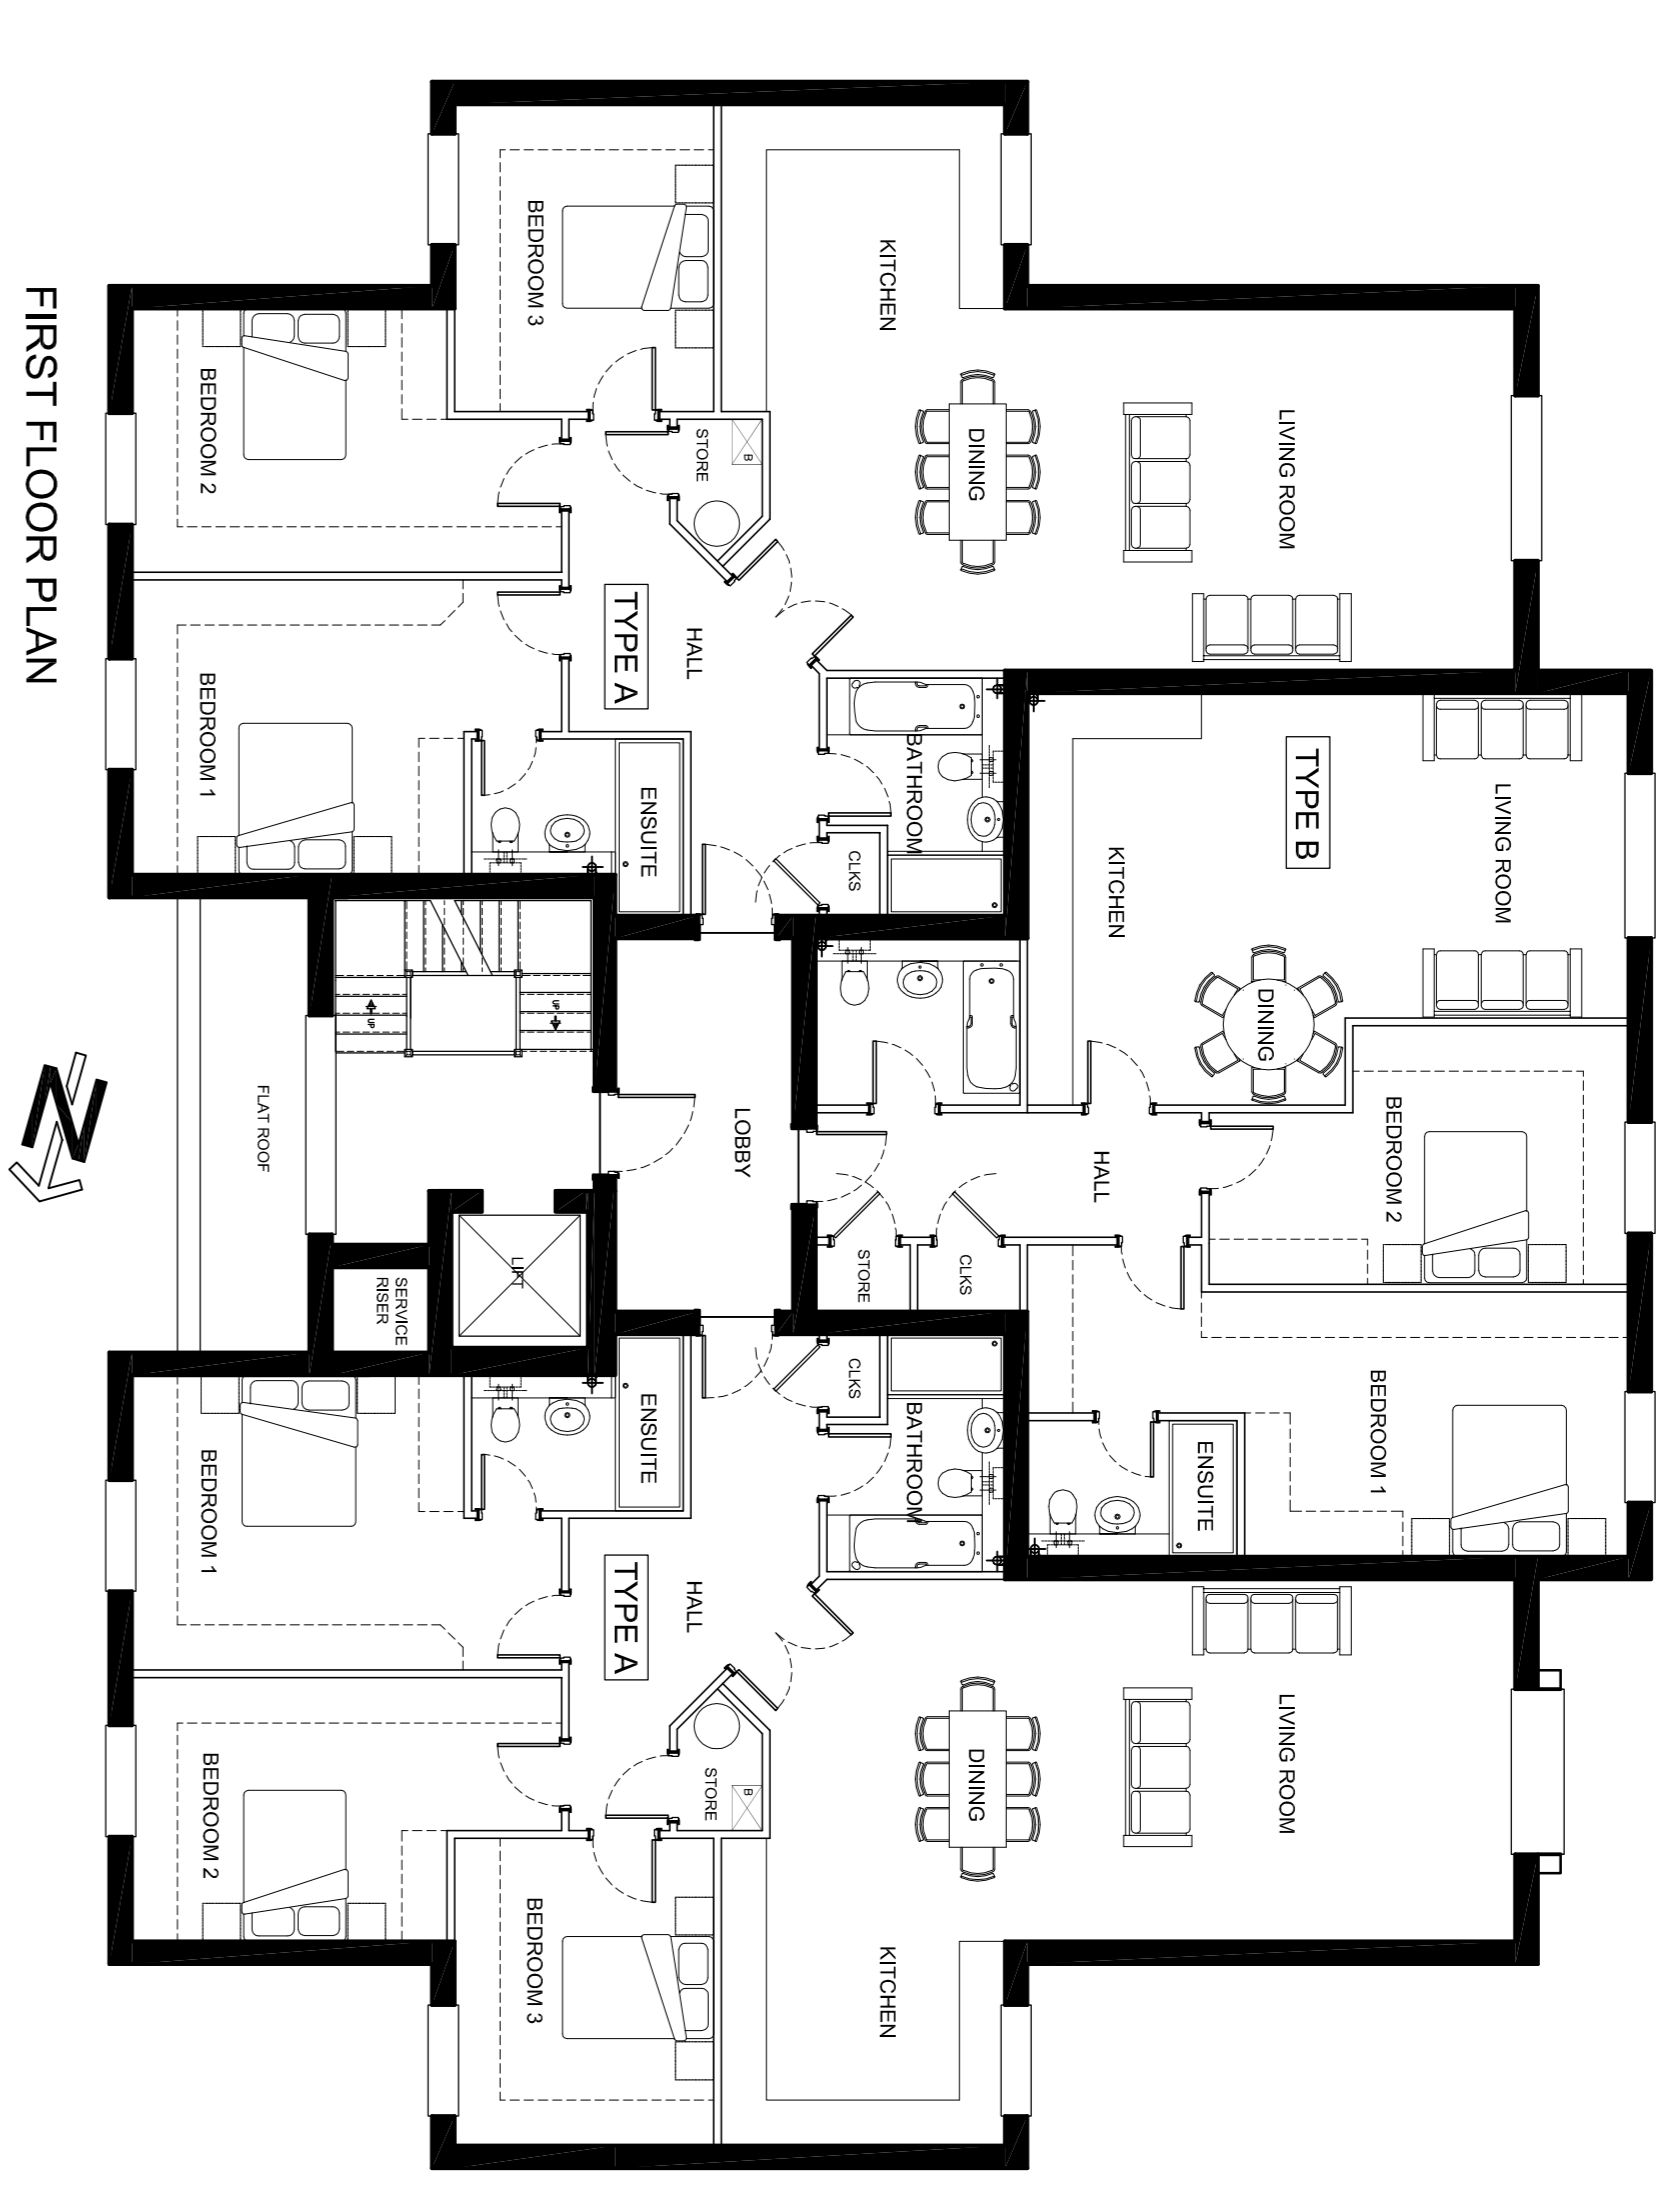 LIVING ROOM
BEDROOM 2
BEDROOM 1
LIVING ROOM
TYPE B
LIVING ROOM
DINING
ENSUITE
KITCHEN
HALL
DINING
CLKS
DINING
KITCHEN
BATHROOM
BATHROOM
KITCHEN
CLKS
STORE
CLKS
B
STORE
LOBBY
B
STORE
HALL
HALL
TYPE A
ENSUITE
ENSUITE
TYPE A
BEDROOM 3
UP
LIFT
BEDROOM 3
UP
SERVICE
RISER
FLAT ROOF
BEDROOM 2
BEDROOM 1
BEDROOM 1
BEDROOM 2
N
FIRST FLOOR PLAN